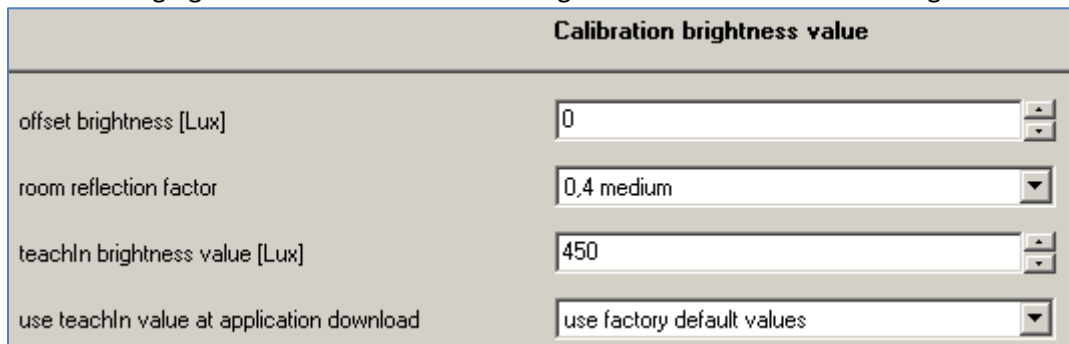 Calibration brightness value
offset brightness [Lux] 0
room reflection factor 0,4 medium
teachIn brightness value [Lux] 450
use teachIn value at application download use factory default values